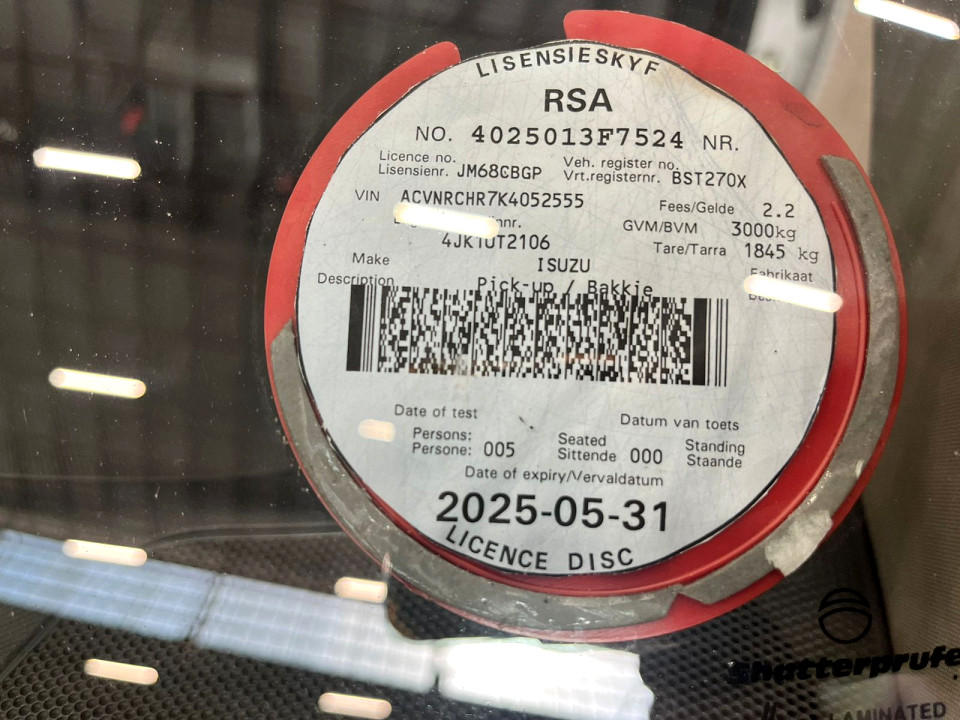 LISENSIESKYF
RSA
NO. 4025013F7524 NR.
Licence no. Veh. register no.
Lisensienr. JM68CBGP Vrt.registernr. BST270X
VIN ACVNRCHR7K4052555 Fees/Gelde 2.2
GVM/BVM 3000kg
4JK1UT2106 Tare/Tarra 1845 kg
Make ISUZU Fabrikaat
Description Pick-up / Bakkie
Date of test Datum van toets
Persons: Seated Standing
Persone: 005 Sittende 000 Staande
Date of expiry/Vervaldatum
2025-05-31
LICENCE DISC
Shatterprufe
LAMINATED